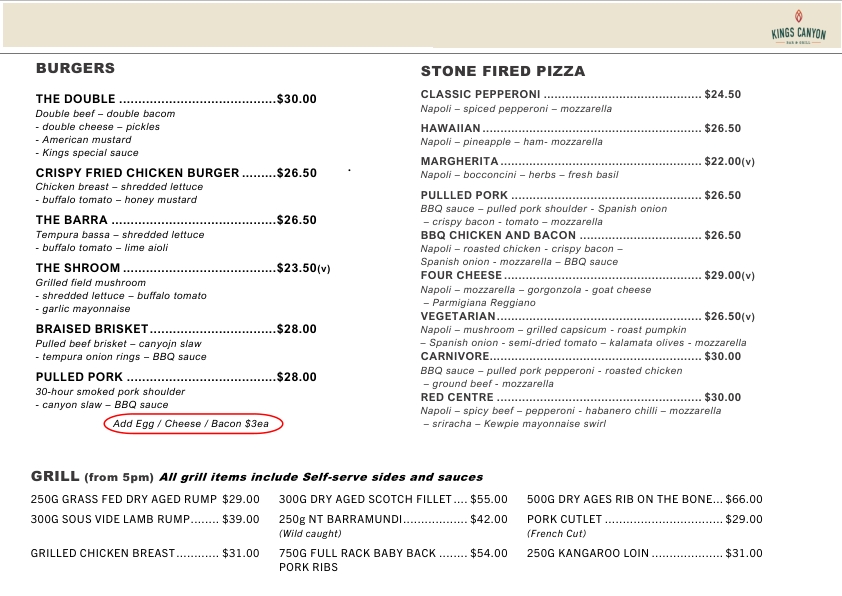 KINGS CANYON
BAR & GRILL
BURGERS
THE DOUBLE ........................................$30.00
Double beef – double bacom
- double cheese – pickles
- American mustard
- Kings special sauce
CRISPY FRIED CHICKEN BURGER .........$26.50
Chicken breast – shredded lettuce
- buffalo tomato – honey mustard
THE BARRA ..........................................$26.50
Tempura bassa – shredded lettuce
- buffalo tomato – lime aioli
THE SHROOM .......................................$23.50(v)
Grilled field mushroom
- shredded lettuce – buffalo tomato
- garlic mayonnaise
BRAISED BRISKET................................$28.00
Pulled beef brisket – canyojn slaw
- tempura onion rings – BBQ sauce
PULLED PORK ......................................$28.00
30-hour smoked pork shoulder
- canyon slaw – BBQ sauce
Add Egg / Cheese / Bacon $3ea
STONE FIRED PIZZA
CLASSIC PEPPERONI ....................................... $24.50
Napoli – spiced pepperoni – mozzarella
HAWAIIAN....................................................... $26.50
Napoli – pineapple – ham- mozzarella
MARGHERITA.................................................. $22.00(v)
Napoli – bocconcini – herbs – fresh basil
PULLLED PORK ............................................... $26.50
BBQ sauce – pulled pork shoulder - Spanish onion
– crispy bacon - tomato – mozzarella
BBQ CHICKEN AND BACON .............................. $26.50
Napoli – roasted chicken - crispy bacon –
Spanish onion - mozzarella – BBQ sauce
FOUR CHEESE................................................. $29.00(v)
Napoli – mozzarella – gorgonzola - goat cheese
– Parmigiana Reggiano
VEGETARIAN.................................................. $26.50(v)
Napoli – mushroom – grilled capsicum - roast pumpkin
– Spanish onion - semi-dried tomato – kalamata olives - mozzarella
CARNIVORE..................................................... $30.00
BBQ sauce – pulled pork pepperoni - roasted chicken
– ground beef - mozzarella
RED CENTRE ................................................... $30.00
Napoli – spicy beef – pepperoni - habanero chilli – mozzarella
– sriracha – Kewpie mayonnaise swirl
GRILL (from 5pm) All grill items include Self-serve sides and sauces
250G GRASS FED DRY AGED RUMP $29.00
300G DRY AGED SCOTCH FILLET.... $55.00
500G DRY AGES RIB ON THE BONE... $66.00
300G SOUS VIDE LAMB RUMP........ $39.00
250g NT BARRAMUNDI................... $42.00
PORK CUTLET ................................. $29.00
(Wild caught)
(French Cut)
GRILLED CHICKEN BREAST............ $31.00
750G FULL RACK BABY BACK ........ $54.00
PORK RIBS
250G KANGAROO LOIN .................... $31.00